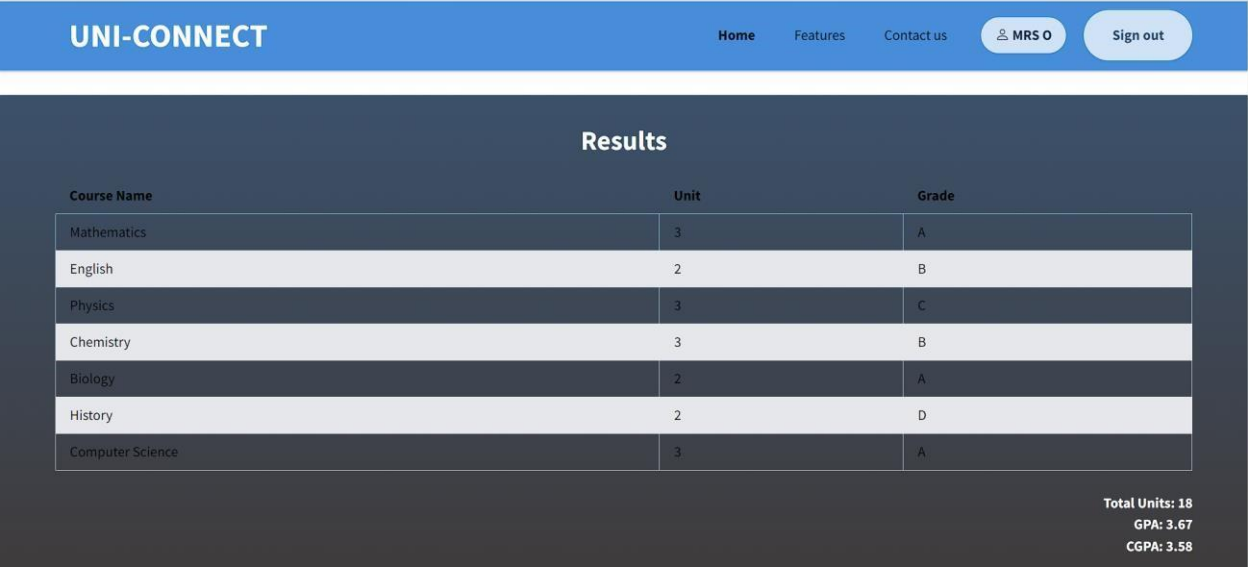 UNI-CONNECT Home Features Contact us MRS O Sign out
Results
Course Name Unit Grade
Mathematics 3 A
English 2 B
Physics 3 C
Chemistry 3 B
Biology 2 A
History 2 D
Computer Science 3 A
Total Units: 18
GPA: 3.67
CGPA: 3.58